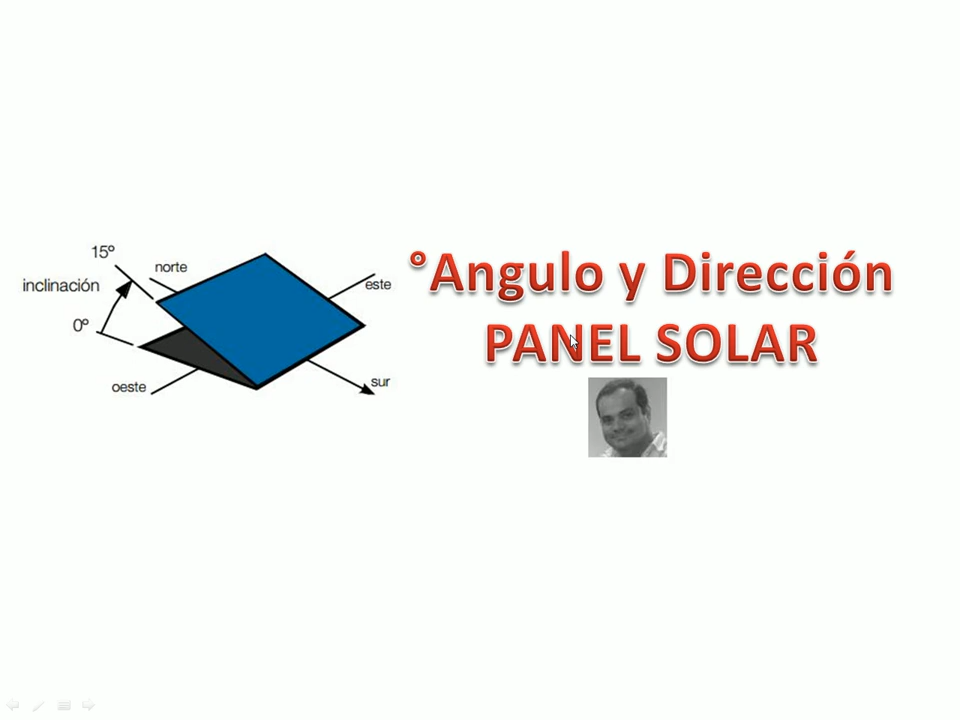 15º
norte
este
inclinación
0º
oeste
sur
°Angulo y Dirección
PANEL SOLAR